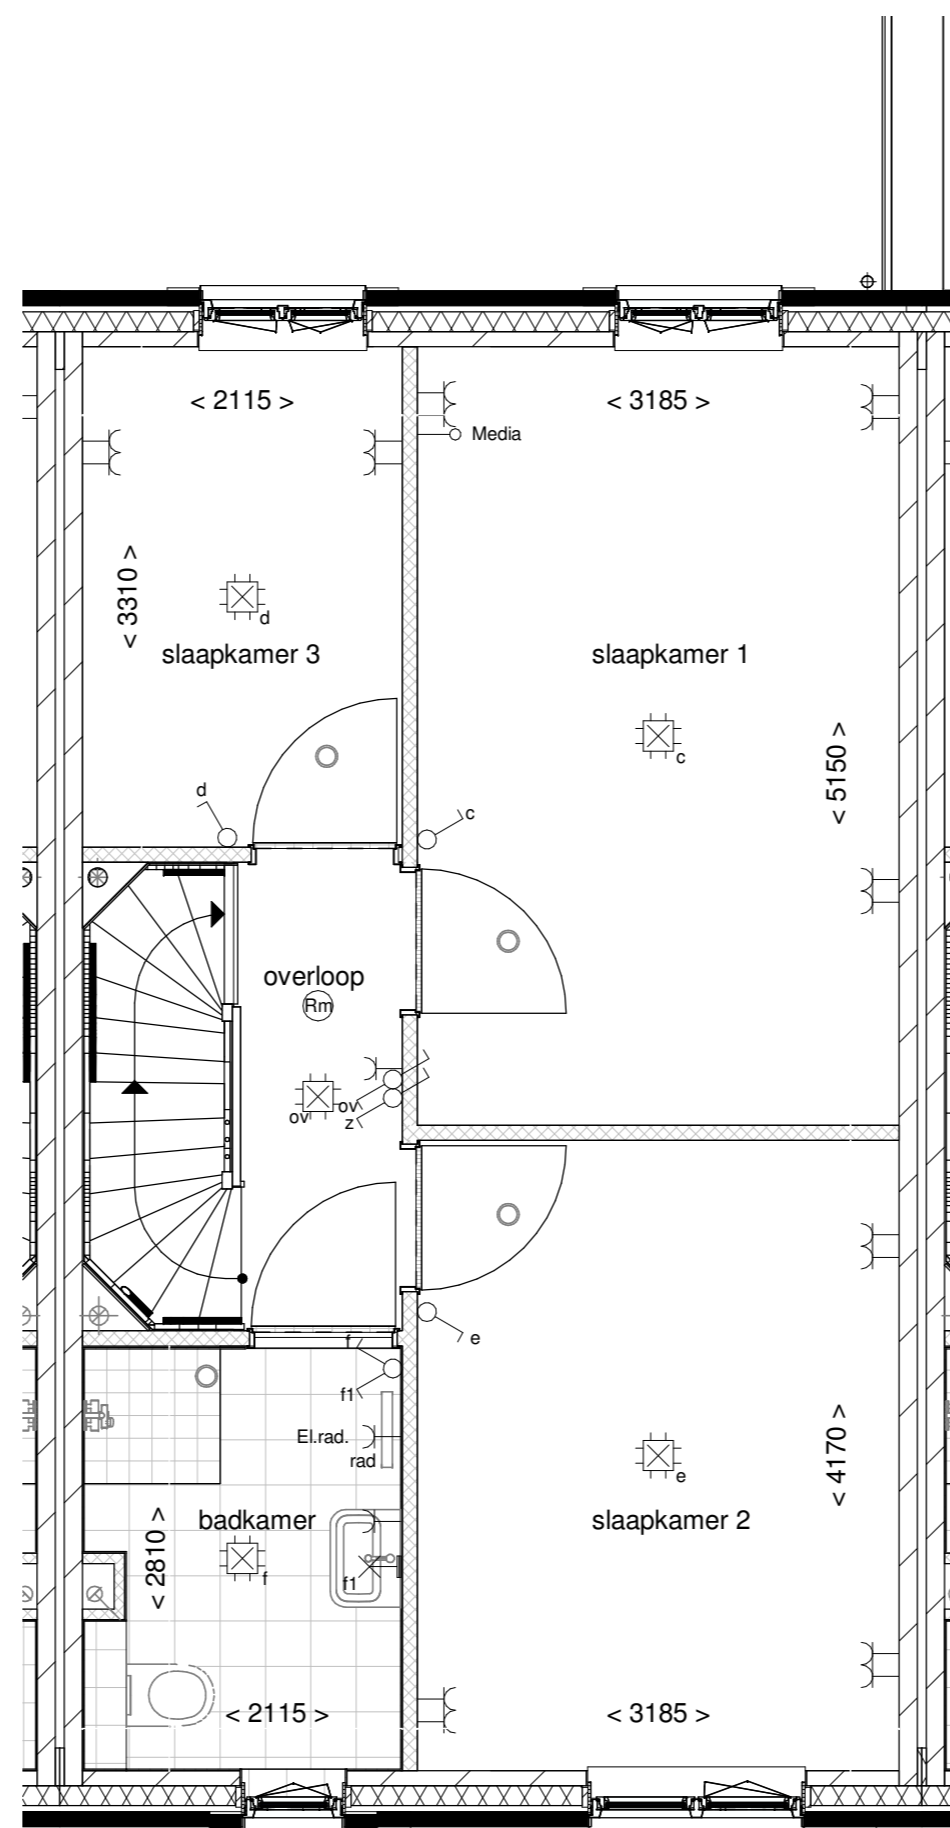 < 2115 >
< 3185 >
Media
< 3310 >
d
slaapkamer 3
slaapkamer 1
c
< 5150 >
d
c
overloop
Rm
ov
ov
z
e
f
f1
El.rad.
rad
< 4170 >
e
badkamer
slaapkamer 2
< 2810 >
f
f1
< 2115 >
< 3185 >